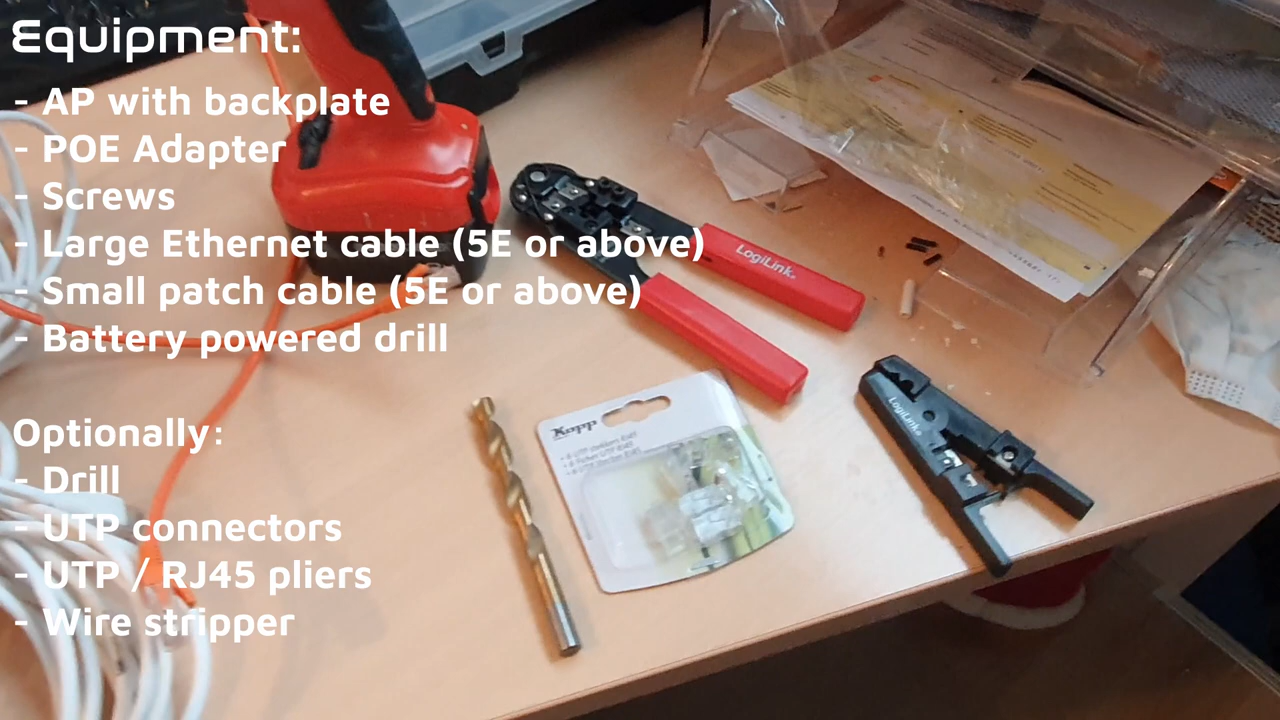 Equipment:
- AP with backplate
- POE Adapter
- Screws
- Large Ethernet cable (5E or above)
- Small patch cable (5E or above)
- Battery powered drill
Optionally:
- Drill
- UTP connectors
- UTP / RJ45 pliers
- Wire stripper
LogiLink
Kopp
LogiLink